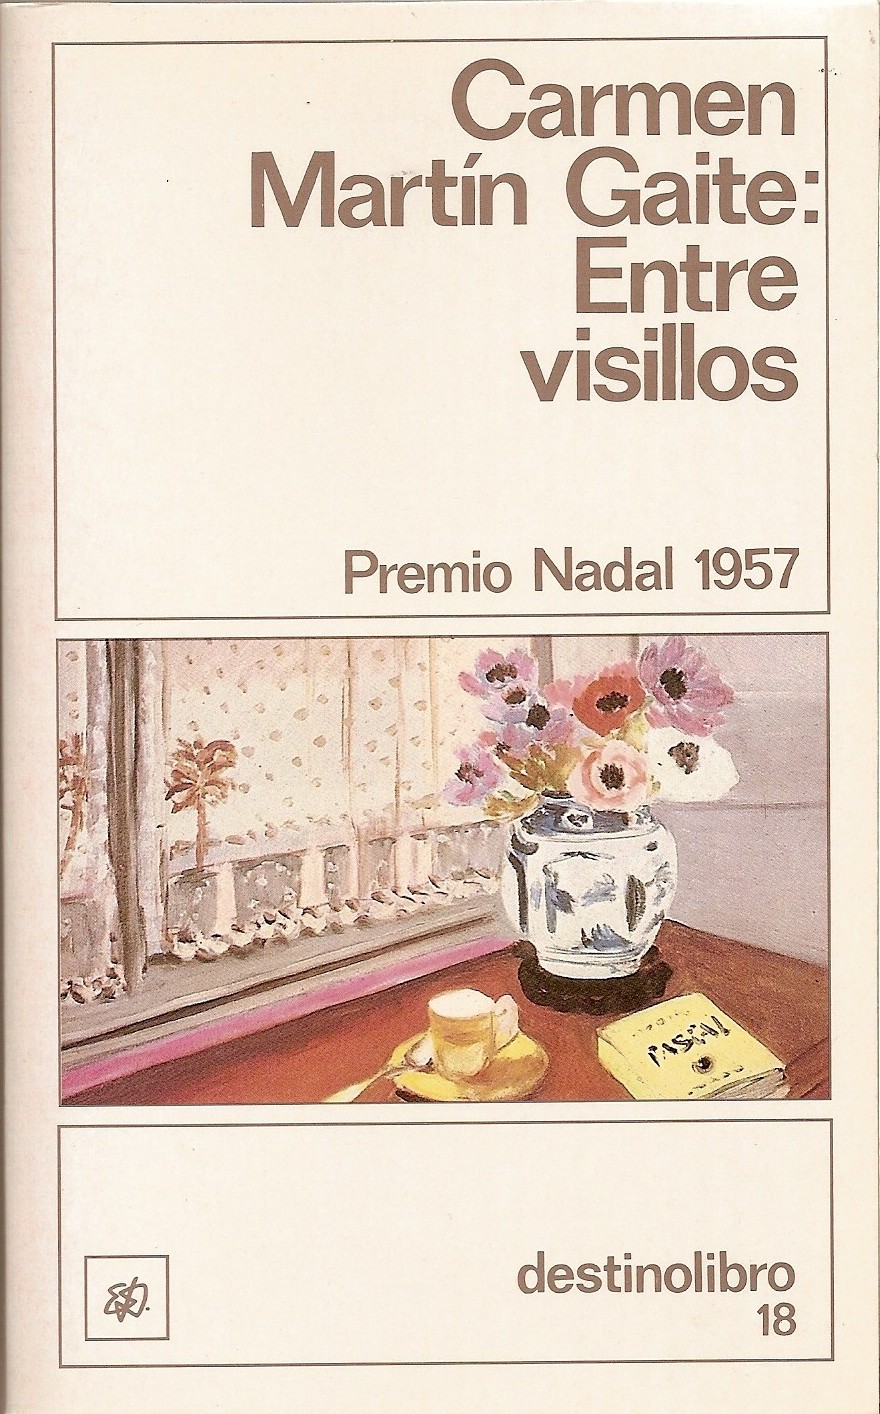 Carmen
Martín Gaite:
Entre
visillos
Premio Nadal 1957
PASCAL
destinolibro
18